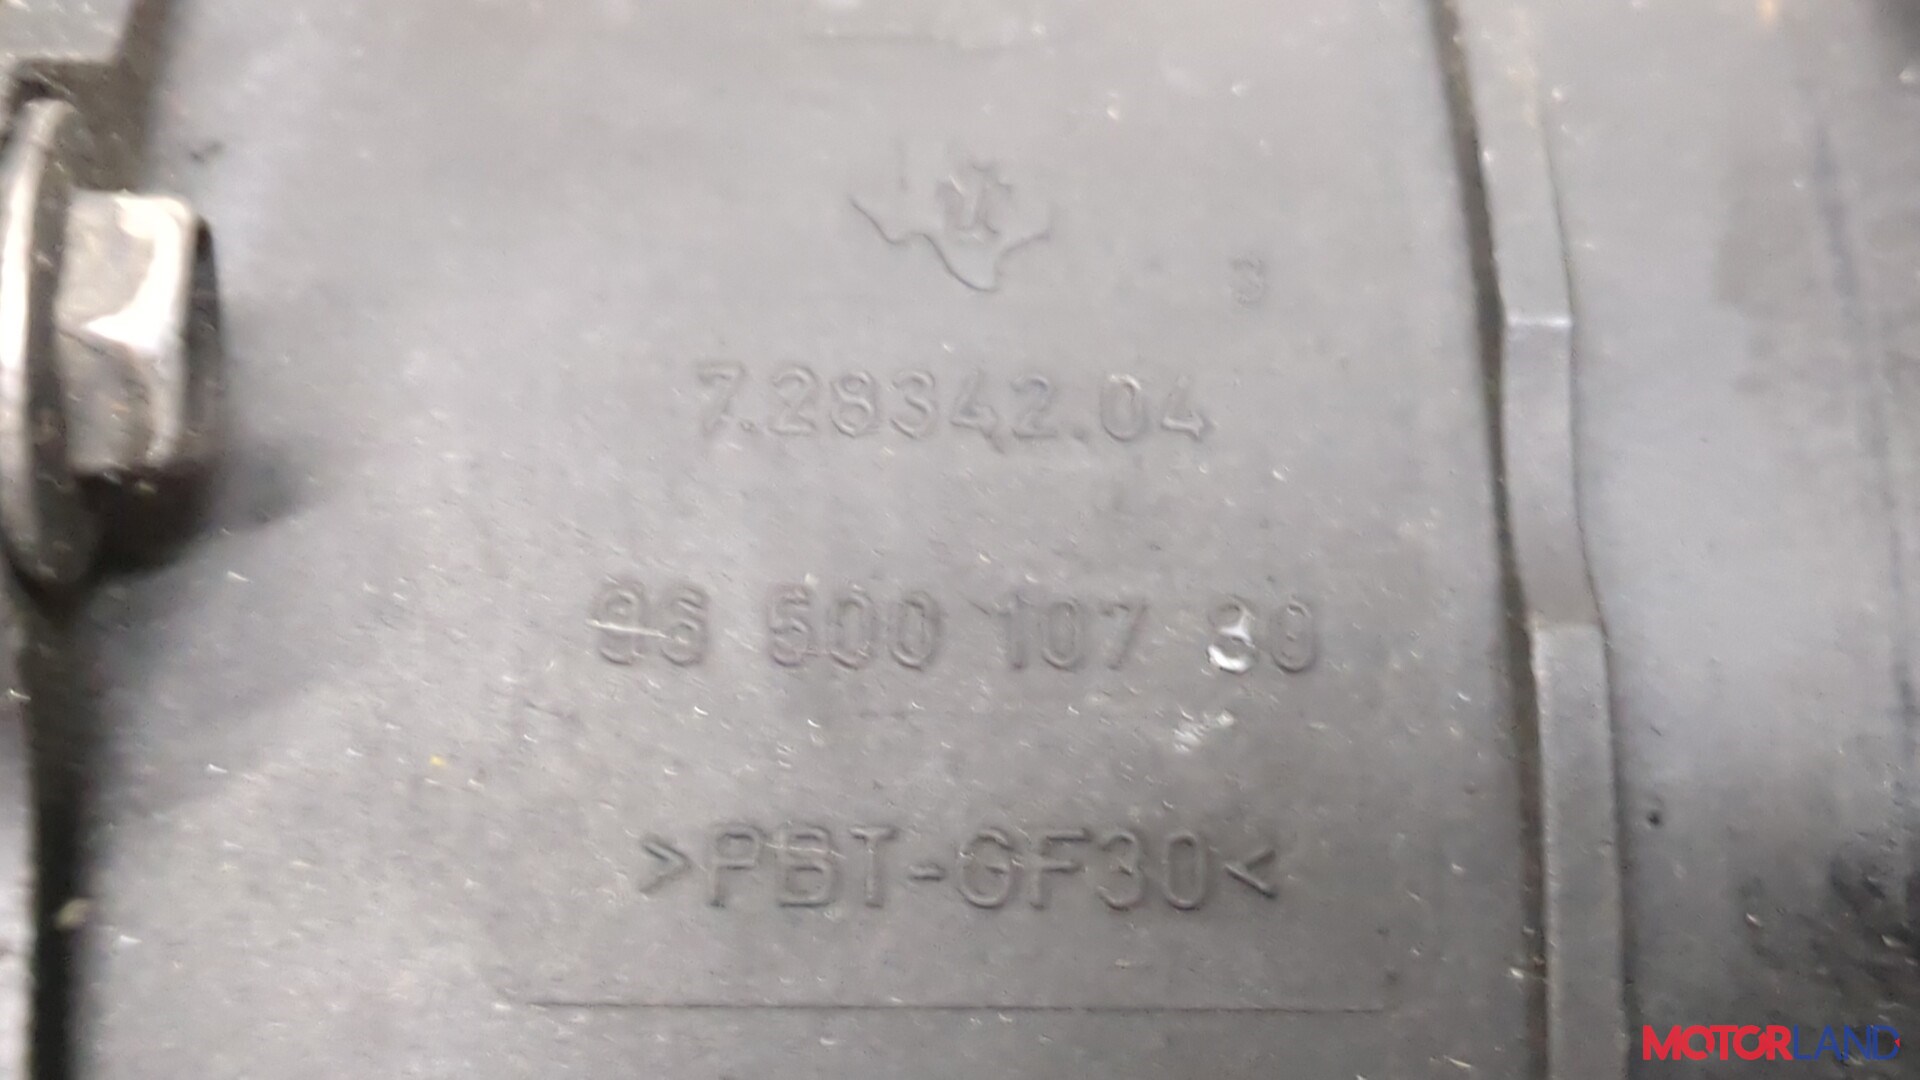 7.28342.04
96 500 107 80
>PBT-GF30<
MOTORLAND